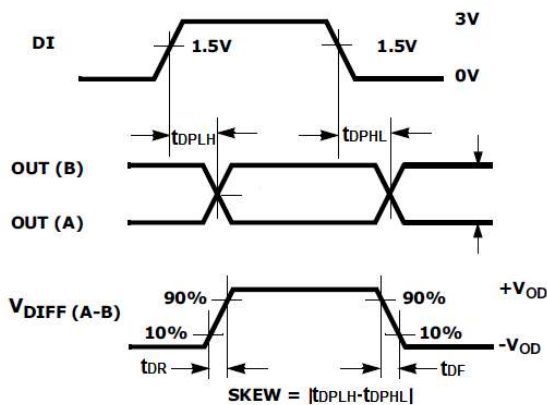 3V
DI
1.5V
1.5V
0V
tDPLH
tDPHL
OUT (B)
OUT (A)
VDIFF (A-B)
90%
90%
+VOD
10%
10%
-VOD
tDR
tDF
SKEW = |tDPLH-tDPHL|